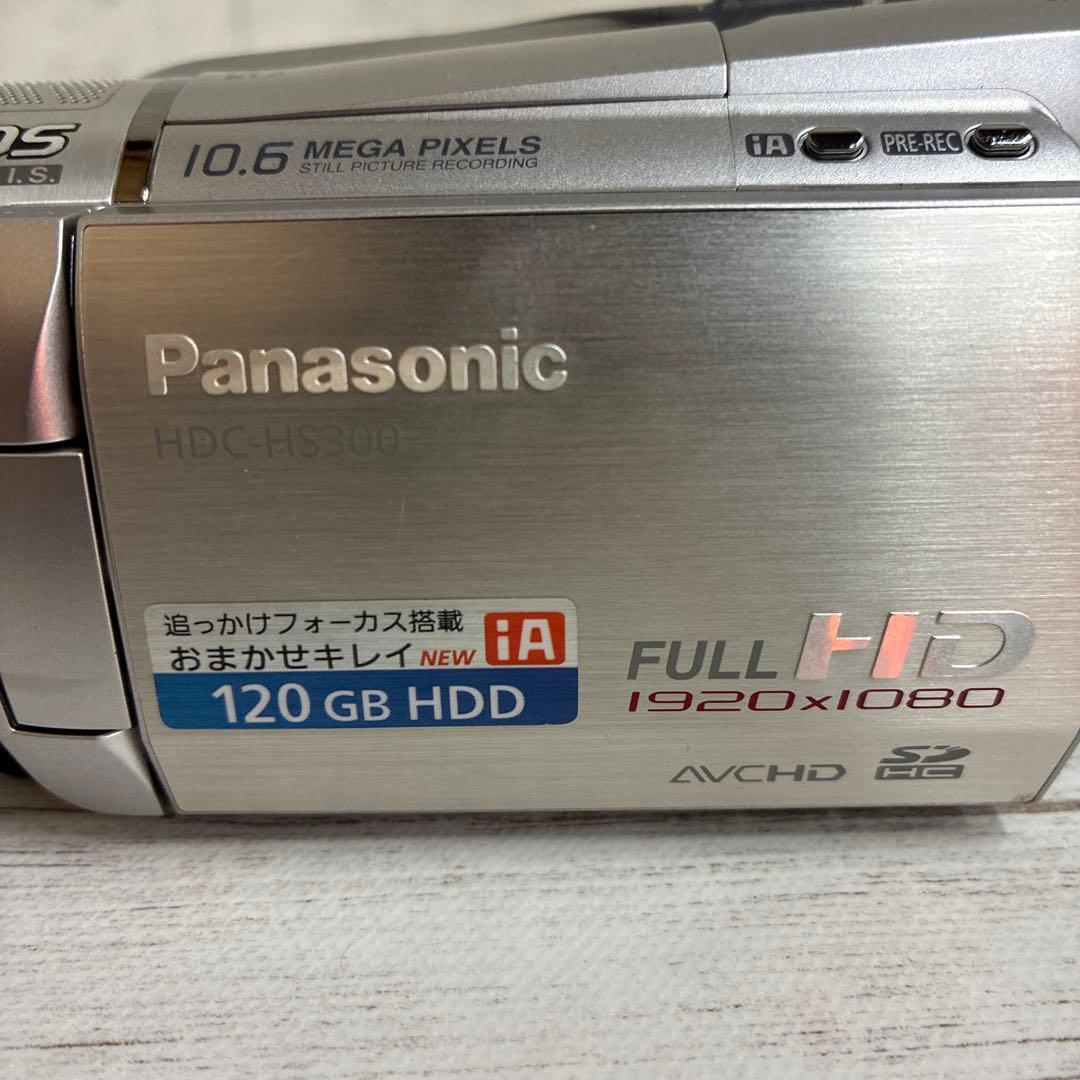 I.S.
10.6 MEGA PIXELS
STILL PICTURE RECORDING
iA PRE-REC
Panasonic
HDC-HS300
追っかけフォーカス搭載
おまかせキレイ NEW iA
120 GB HDD
FULL HD
1920x1080
AVCHD SD HC